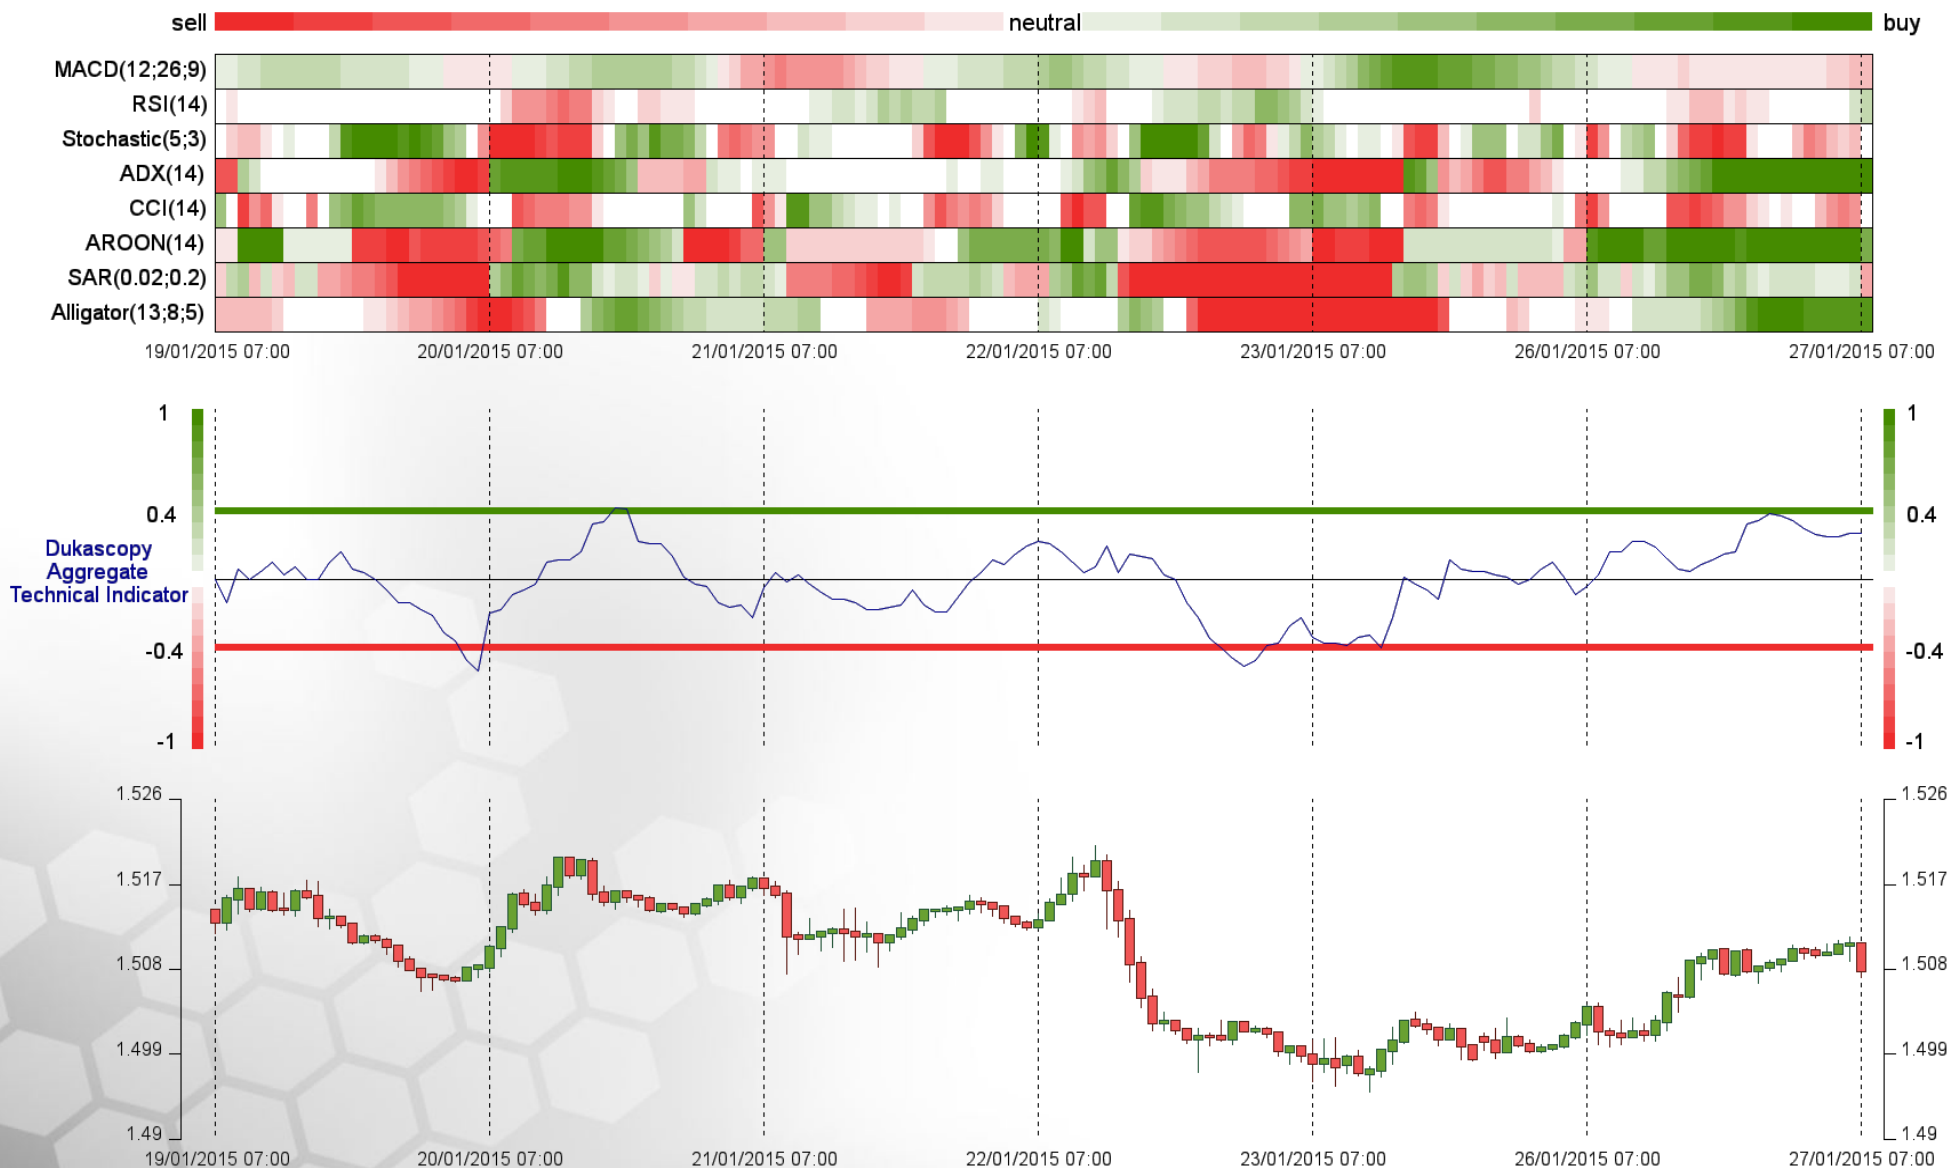 sell neutral buy
MACD(12;26;9)
RSI(14)
Stochastic(5;3)
ADX(14)
CCI(14)
AROON(14)
SAR(0.02;0.2)
Alligator(13;8;5)
19/01/2015 07:00 20/01/2015 07:00 21/01/2015 07:00 22/01/2015 07:00 23/01/2015 07:00 26/01/2015 07:00 27/01/2015 07:00
1 1
0.4 0.4
Dukascopy
Aggregate
Technical Indicator
-0.4 -0.4
-1 -1
1.526 1.526
1.517 1.517
1.508 1.508
1.499 1.499
1.49 1.49
19/01/2015 07:00 20/01/2015 07:00 21/01/2015 07:00 22/01/2015 07:00 23/01/2015 07:00 26/01/2015 07:00 27/01/2015 07:00